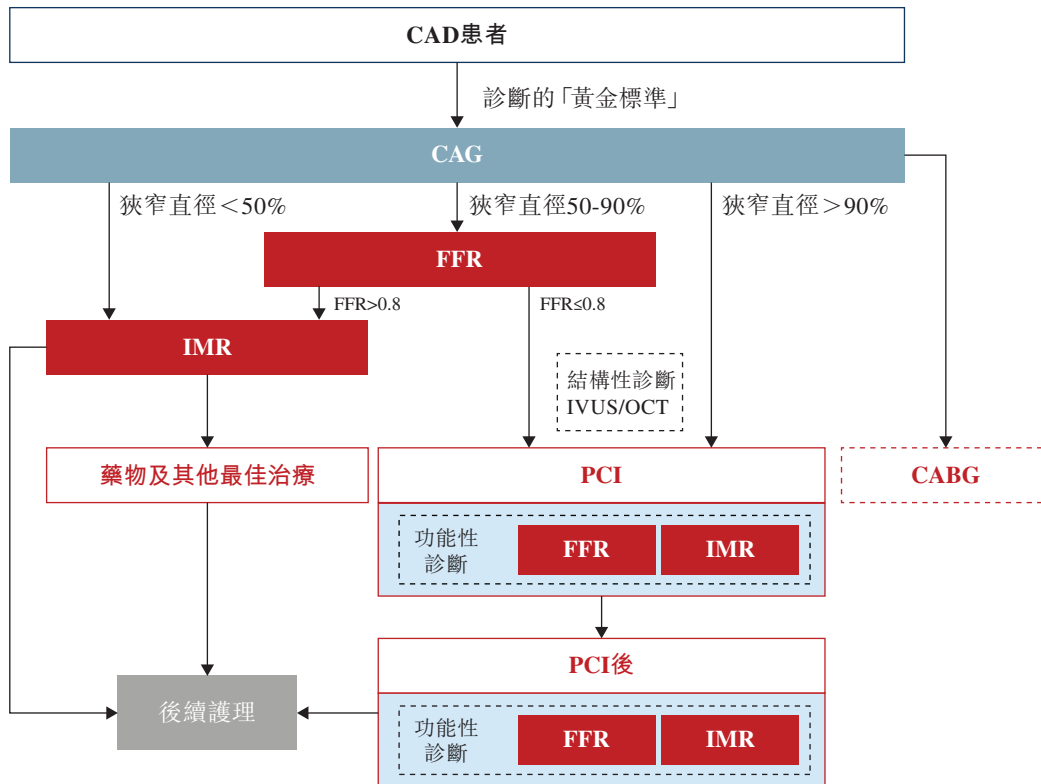 CAD患者
診斷的「黃金標準」
CAG
狹窄直徑＜50%
狹窄直徑50-90%
狹窄直徑＞90%
FFR
FFR>0.8
FFR≤0.8
IMR
結構性診斷
IVUS/OCT
藥物及其他最佳治療
PCI
CABG
功能性
診斷
FFR
IMR
PCI後
後續護理
功能性
診斷
FFR
IMR